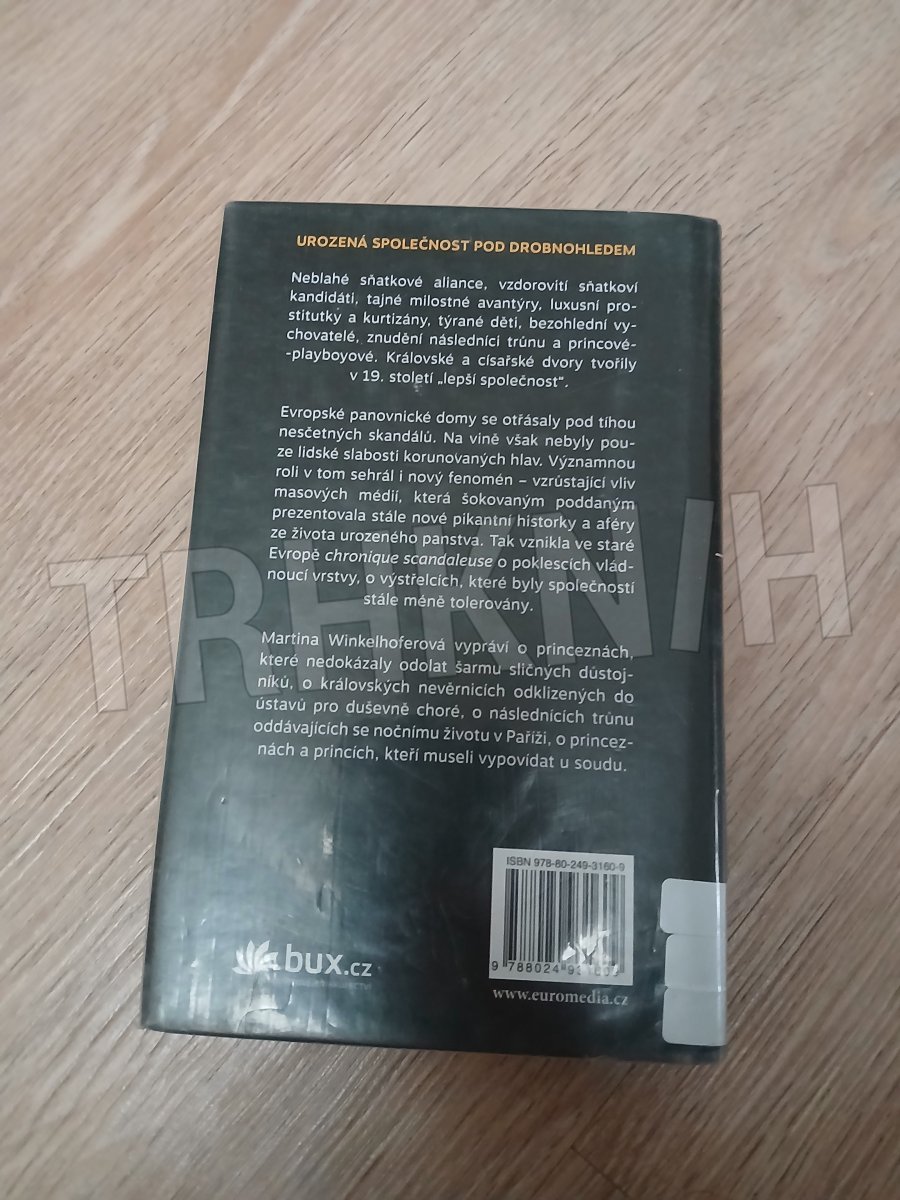 UROZENÁ SPOLEČNOST POD DROBNOHLEDEM
Neblahé sňatkové aliance, vzdorovití sňatkoví
kandidáti, tajné milostné avantýry, luxusní pro-
stitutky a kurtizány, týrané děti, bezohlední vy-
chovatelé, znudění následníci trůnu a princové-
-playboyové. Královské a císařské dvory tvořily
v 19. století „lepší společnost“.
Evropské panovnické domy se otřásaly pod tíhou
nesčetných skandálů. Na vině však nebyly pou-
ze lidské slabosti korunovaných hlav. Významnou
roli v tom sehrál i nový fenomén – vzrůstající vliv
masových médií, která šokovaným poddaným
prezentovala stále nové pikantní historky a aféry
ze života urozeného panstva. Tak vznikla ve staré
Evropě chronique scandaleuse o poklescích vlád-
noucí vrstvy, o výstřelcích, které byly společností
stále méně tolerovány.
TRHKNIH
Martina Winkelhoferová vypráví o princeznách,
které nedokázaly odolat šarmu sličných důstoj-
níků, o královských nevěrnicích odklizených do
ústavů pro duševně choré, o následnících trůnu
oddávajících se nočnímu životu v Paříži, o princez-
nách a princích, kteří museli vypovídat u soudu.
ISBN 978-80-249-3160-9
bux.cz
www.euromedia.cz